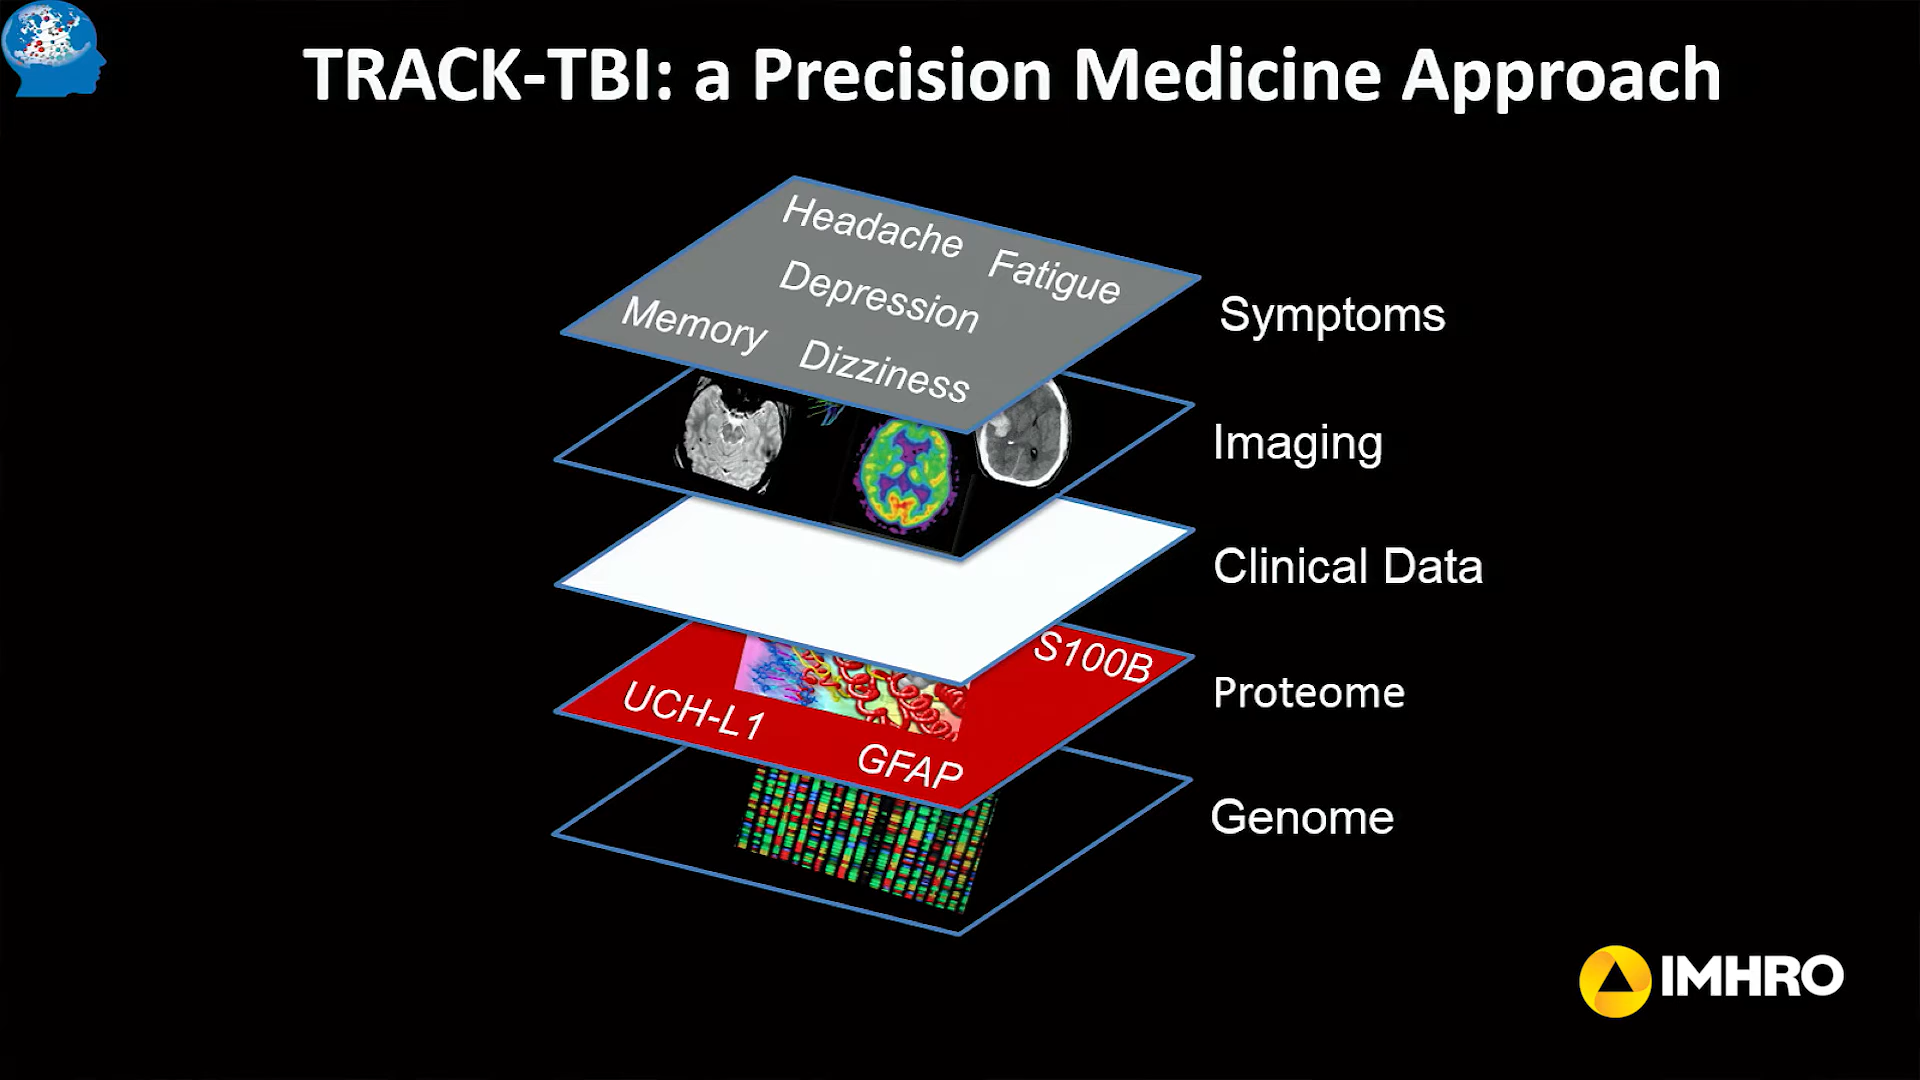 TRACK-TBI: a Precision Medicine Approach
Headache
Fatigue
Depression
Memory
Dizziness
Symptoms
Imaging
Clinical Data
S100B
UCH-L1
GFAP
Proteome
Genome
IMHRO